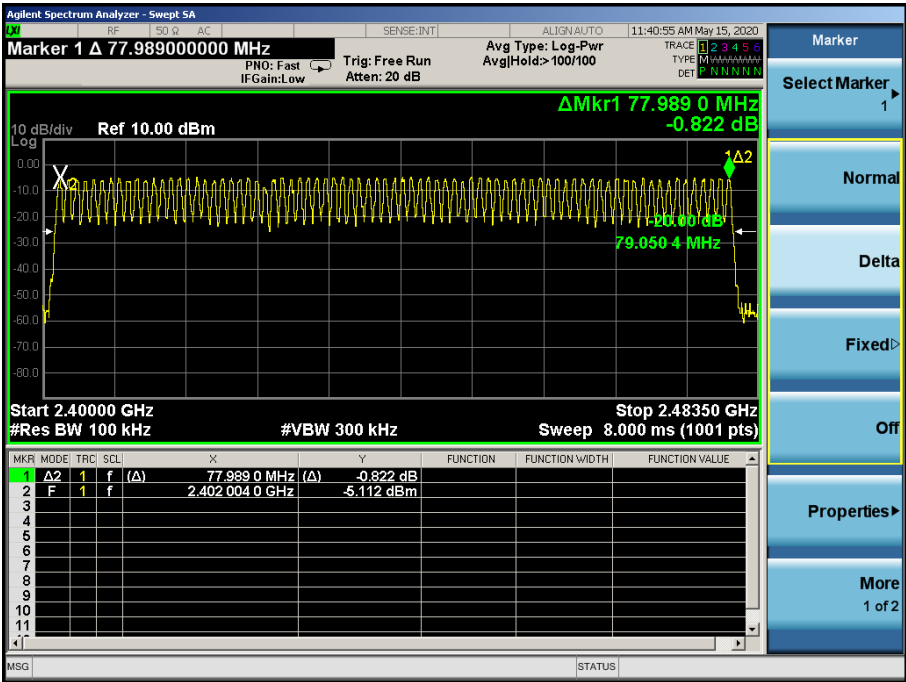 Agilent Spectrum Analyzer - Swept SA
LXI RF 50 Ω AC SENSE:INT ALIGN AUTO 11:40:55 AM May 15, 2020
Marker 1 Δ 77.989000000 MHz
PNO: Fast
IFGain:Low
Trig: Free Run
Atten: 20 dB
Avg Type: Log-Pwr
Avg|Hold:>100/100
TRACE 1 2 3 4 5 6
TYPE M
DET P N N N N N
ΔMkr1 77.989 0 MHz
-0.822 dB
10 dB/div Ref 10.00 dBm
Log
0.00
-10.0
-20.0
-30.0
-40.0
-50.0
-60.0
-70.0
-80.0
X2
1Δ2
-20.00 dB
79.050 4 MHz
Start 2.40000 GHz Stop 2.48350 GHz
#Res BW 100 kHz #VBW 300 kHz Sweep 8.000 ms (1001 pts)
MKR MODE TRC SCL X Y FUNCTION FUNCTION WIDTH FUNCTION VALUE
1 Δ2 1 f (Δ) 77.989 0 MHz (Δ) -0.822 dB
2 F 1 f 2.402 004 0 GHz -5.112 dBm
3
4
5
6
7
8
9
10
11
MSG STATUS
Marker
Select Marker
1
Normal
Delta
Fixed
Off
Properties
More
1 of 2